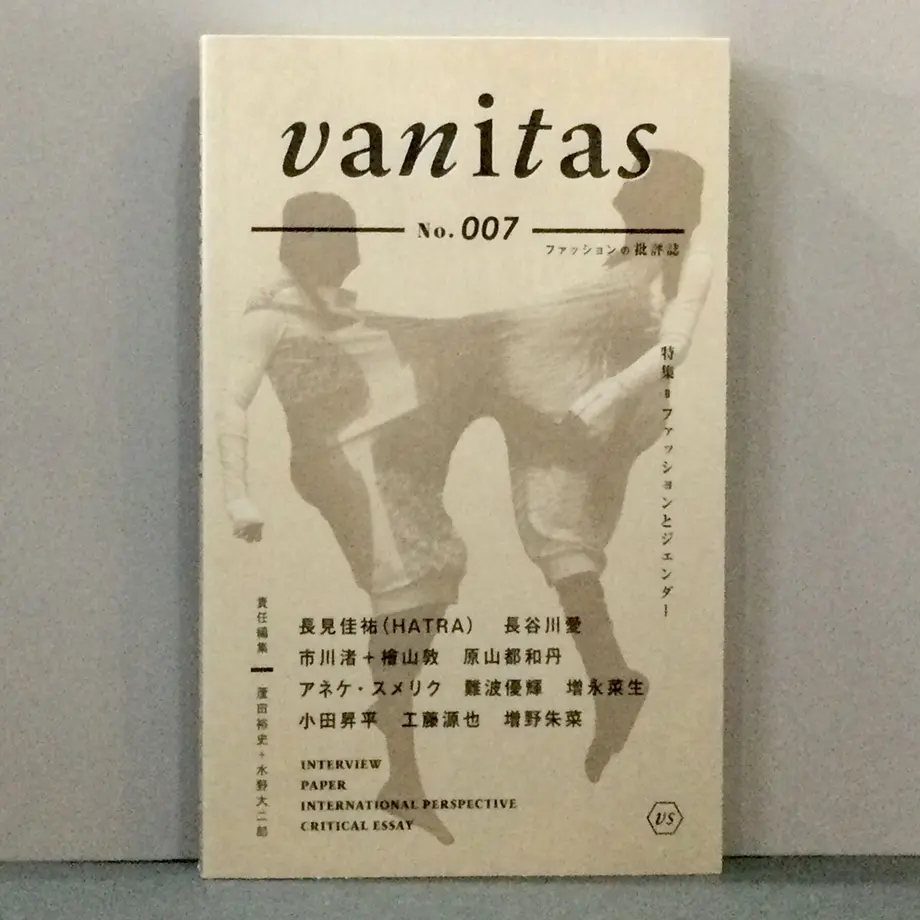 vanitas
No. 007
ファッションの批評誌
特集＝ファッションとジェンダー
責任編集 — 蘆田裕史＋水野大二郎
長見佳祐(HATRA) 長谷川愛
市川渚＋檜山敦 原山都和丹
アネケ・スメリク 難波優輝 増永菜生
小田昇平 工藤源也 増野朱菜
INTERVIEW
PAPER
INTERNATIONAL PERSPECTIVE
CRITICAL ESSAY
vs